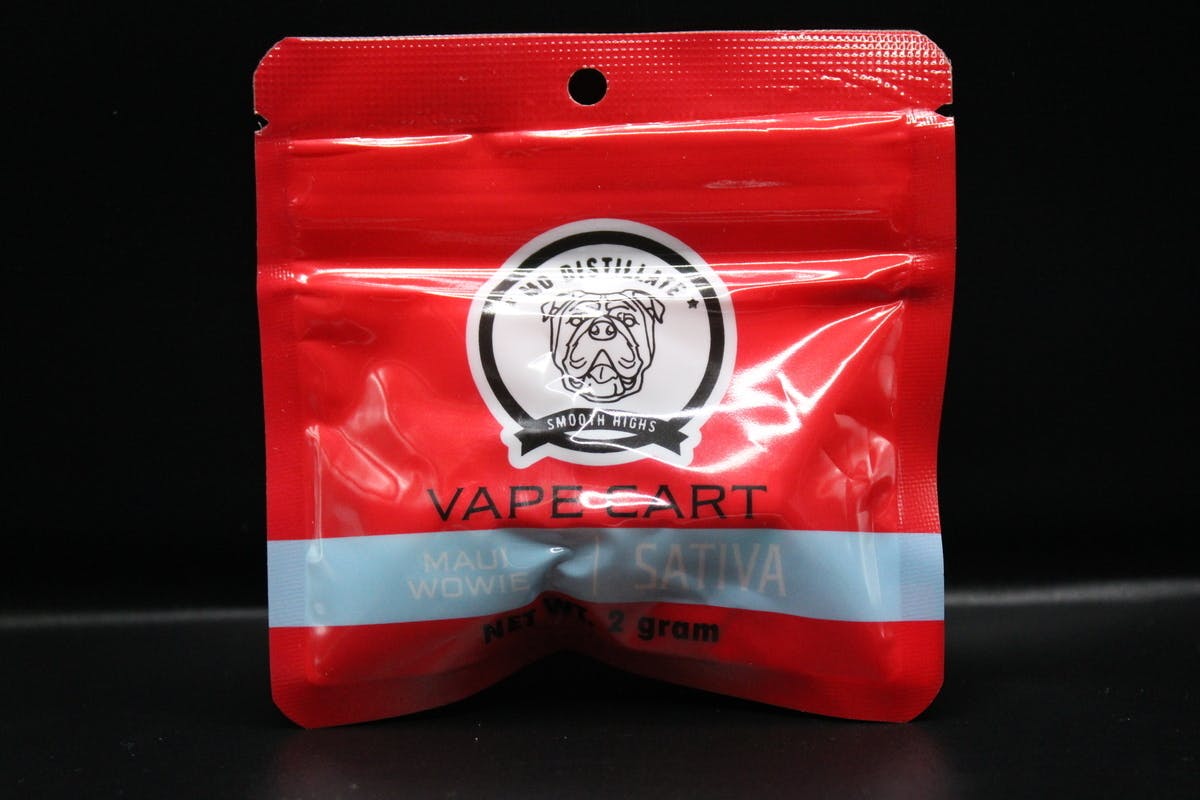 DISTILLATE
SMOOTH HIGHS
VAPE CART
MAUI
WOWIE | SATIVA
NET WT. 2 gram